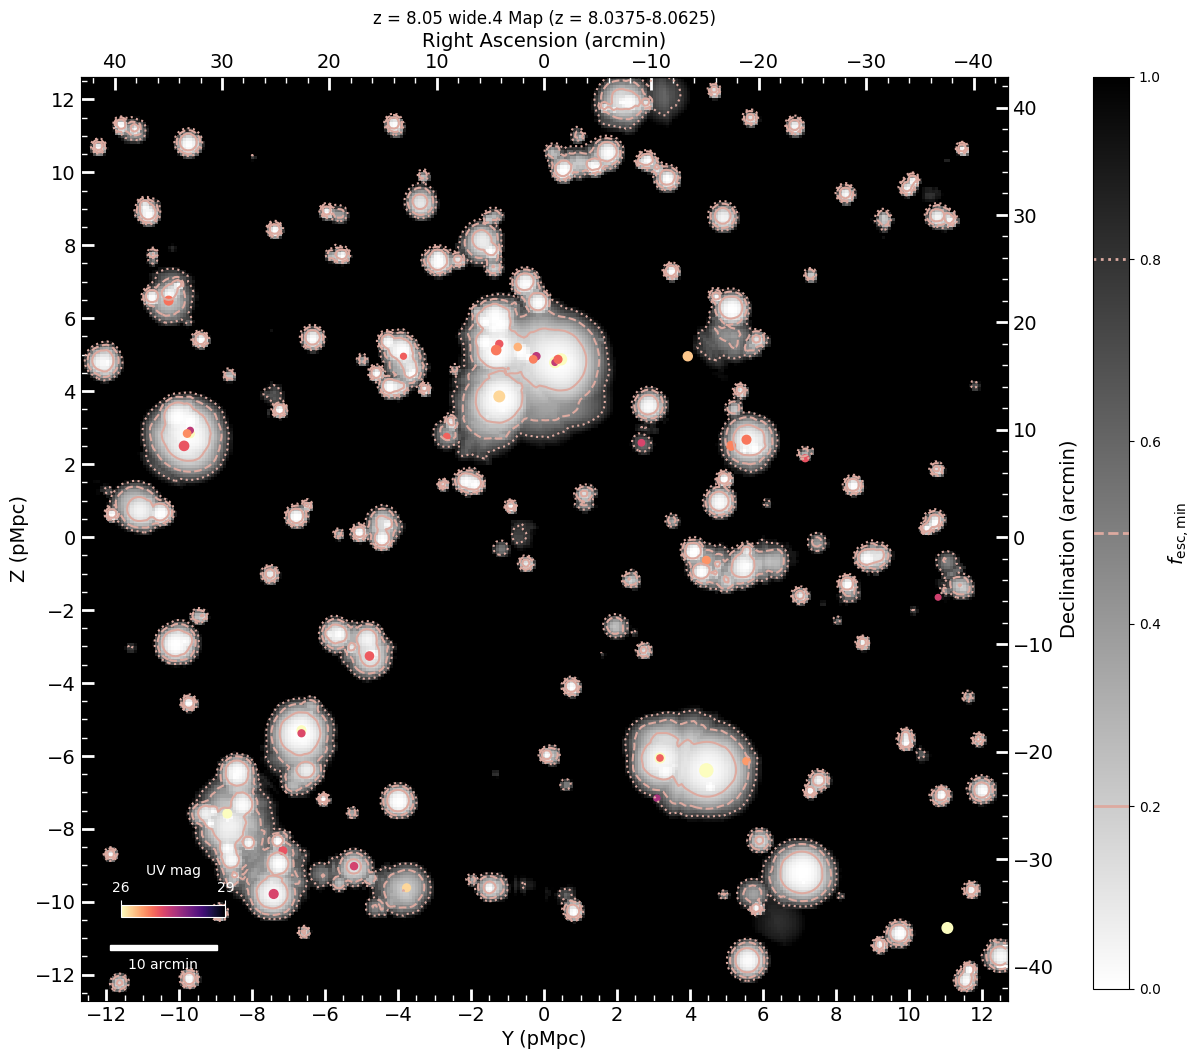 z = 8.05 wide.4 Map (z = 8.0375-8.0625)
Right Ascension (arcmin)
40 30 20 10 0 −10 −20 −30 −40
12 10 8 6 4 2 0 −2 −4 −6 −8 −10 −12
Z (pMpc)
−12 −10 −8 −6 −4 −2 0 2 4 6 8 10 12
Y (pMpc)
40 30 20 10 0 −10 −20 −30 −40
Declination (arcmin)
UV mag
26 29
10 arcmin
1.0
0.8
0.6
0.4
0.2
0.0
fesc,min